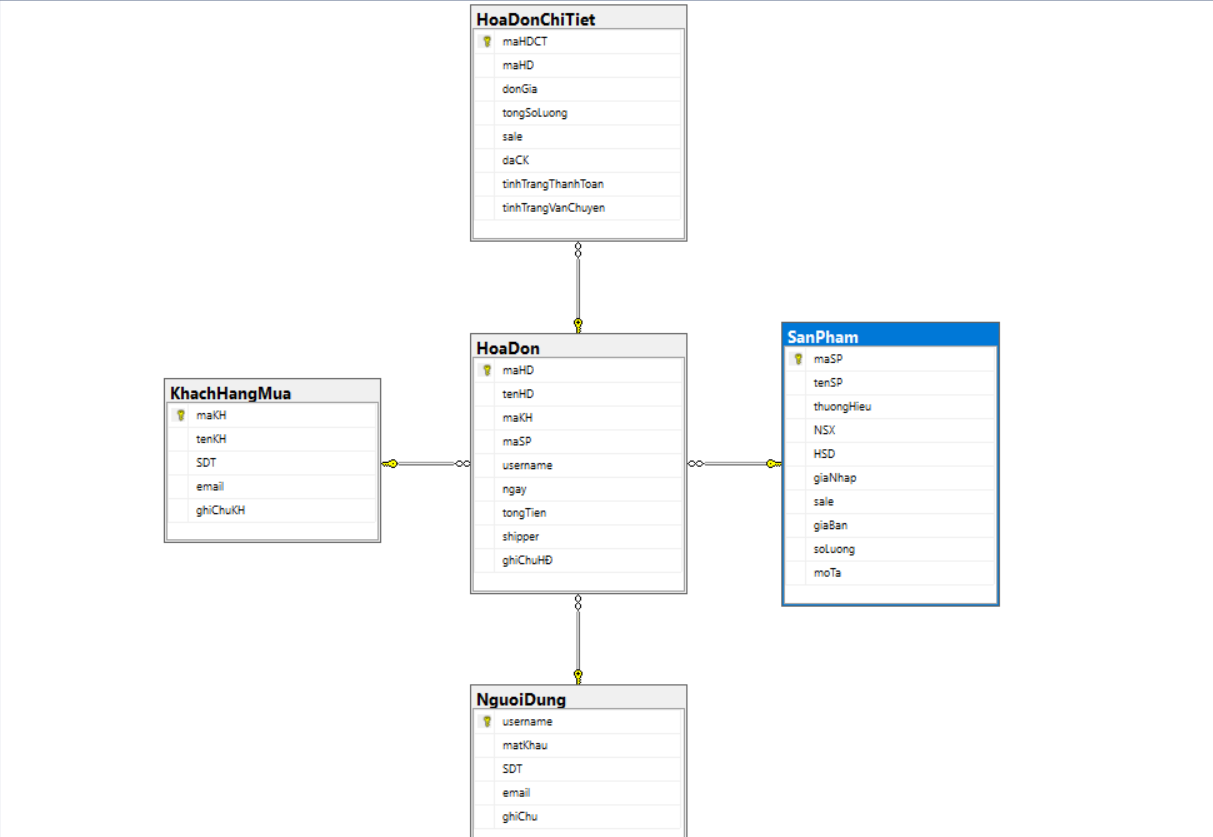 HoaDonChiTiet
maHDCT
maHD
donGia
tongSoLuong
sale
daCK
tinhTrangThanhToan
tinhTrangVanChuyen
HoaDon
maHD
tenHD
maKH
maSP
username
ngay
tongTien
shipper
ghiChuHĐ
KhachHangMua
maKH
tenKH
SDT
email
ghiChuKH
SanPham
maSP
tenSP
thuongHieu
NSX
HSD
giaNhap
sale
giaBan
soLuong
moTa
NguoiDung
username
matKhau
SDT
email
ghiChu